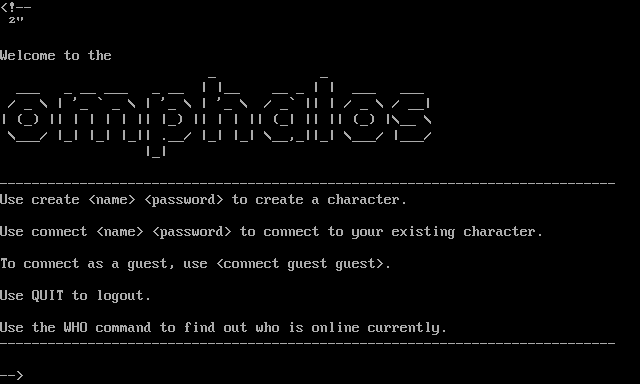 <!--
2"
Welcome to the
omphalos
-----------------------------------------------------------------------------
Use create <name> <password> to create a character.
Use connect <name> <password> to connect to your existing character.
To connect as a guest, use <connect guest guest>.
Use QUIT to logout.
Use the WHO command to find out who is online currently.
-----------------------------------------------------------------------------
-->